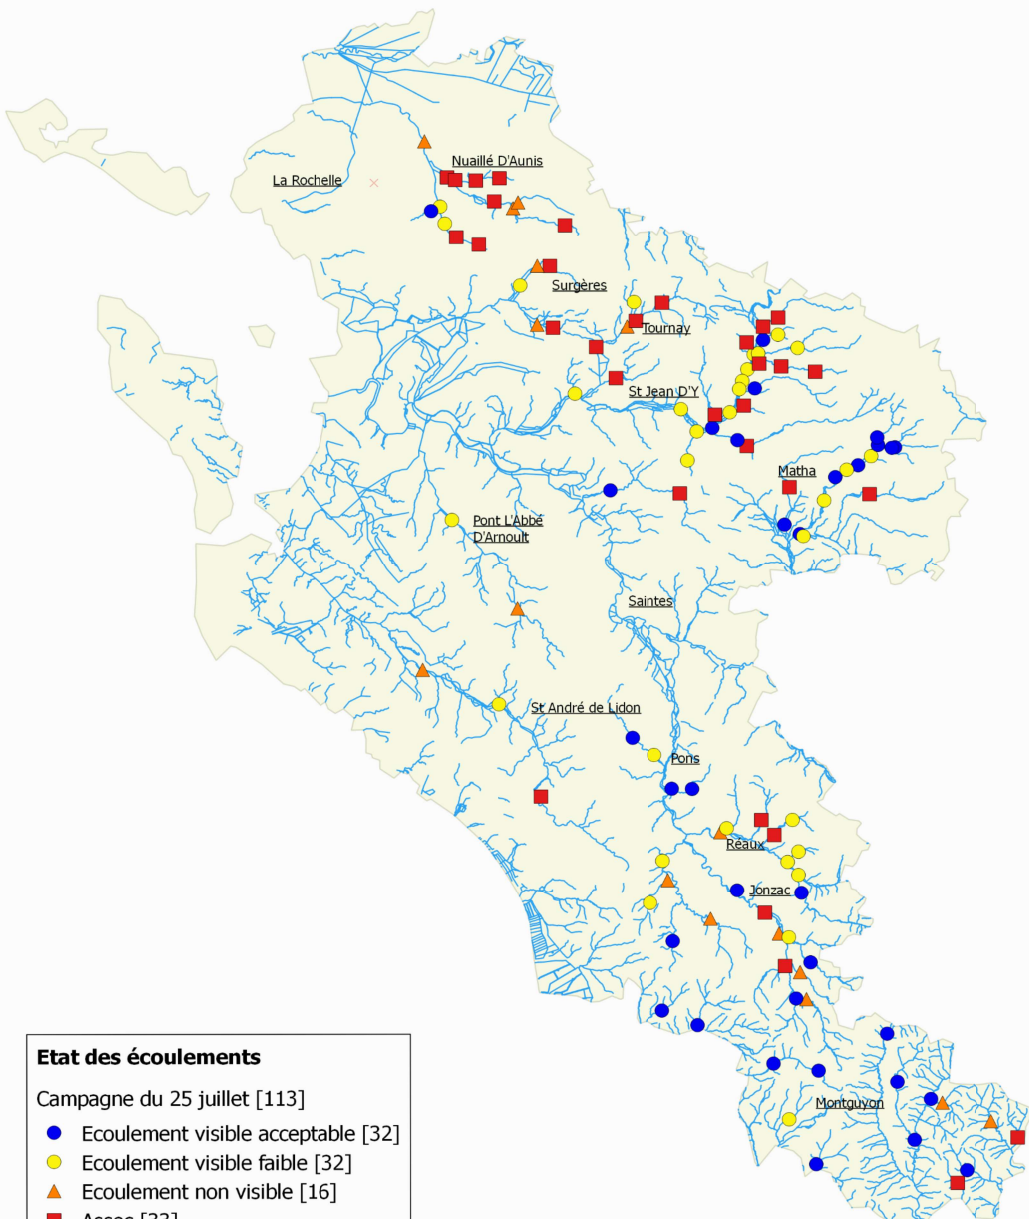 Nuaillé D'Aunis
La Rochelle
Surgères
Tournay
St Jean D'Y
Matha
Pont L'Abbé
D'Arnoult
Saintes
St André de Lidon
Pons
Réaux
Jonzac
Montguyon
Etat des écoulements
Campagne du 25 juillet [113]
Ecoulement visible acceptable [32]
Ecoulement visible faible [32]
Ecoulement non visible [16]
Assec [33]